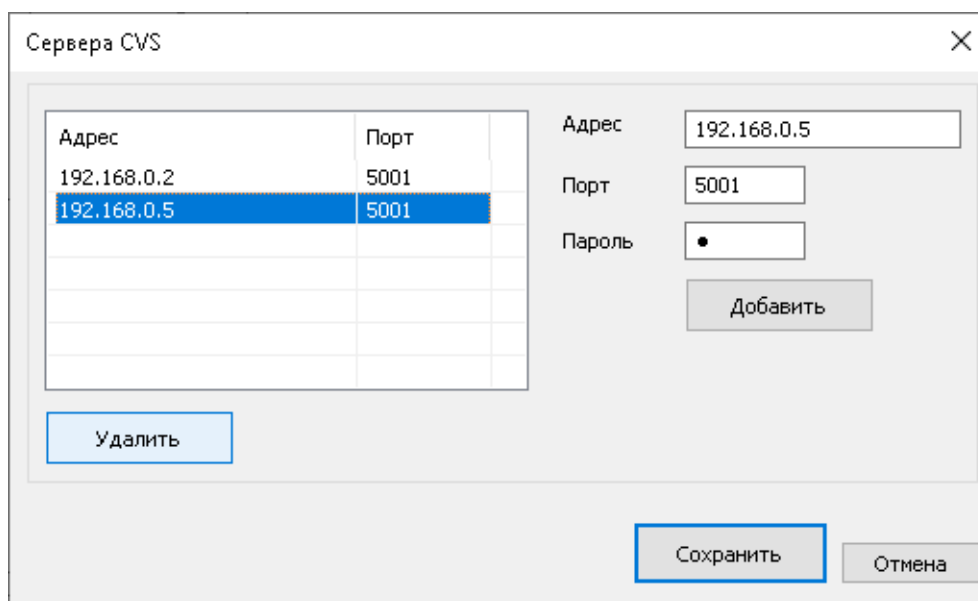 Сервера CVS
Адрес Порт
192.168.0.2 5001
192.168.0.5 5001
Удалить
Адрес 192.168.0.5
Порт 5001
Пароль ●
Добавить
Сохранить
Отмена